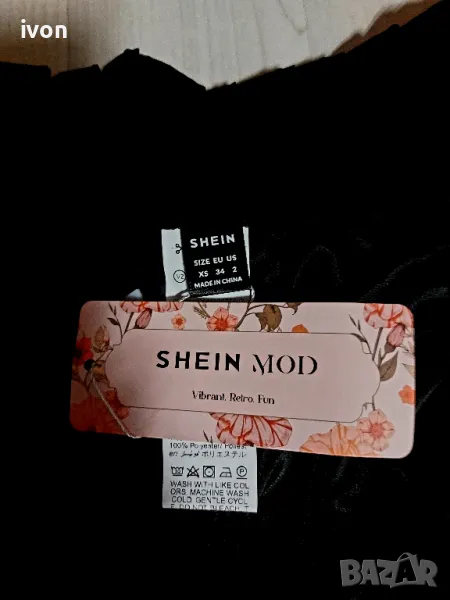 ivon
SHEIN
SIZE EU US
XS 34 2
MADE IN CHINA
SHEIN MOD
Vibrant. Retro. Fun
100% Polyester/
ポリエステル
WASH WITH LIKE COL
ORS, MACHINE WASH
COLD, GENTLE CYCL
E, DO NOT BLEACH, T
BAZAR